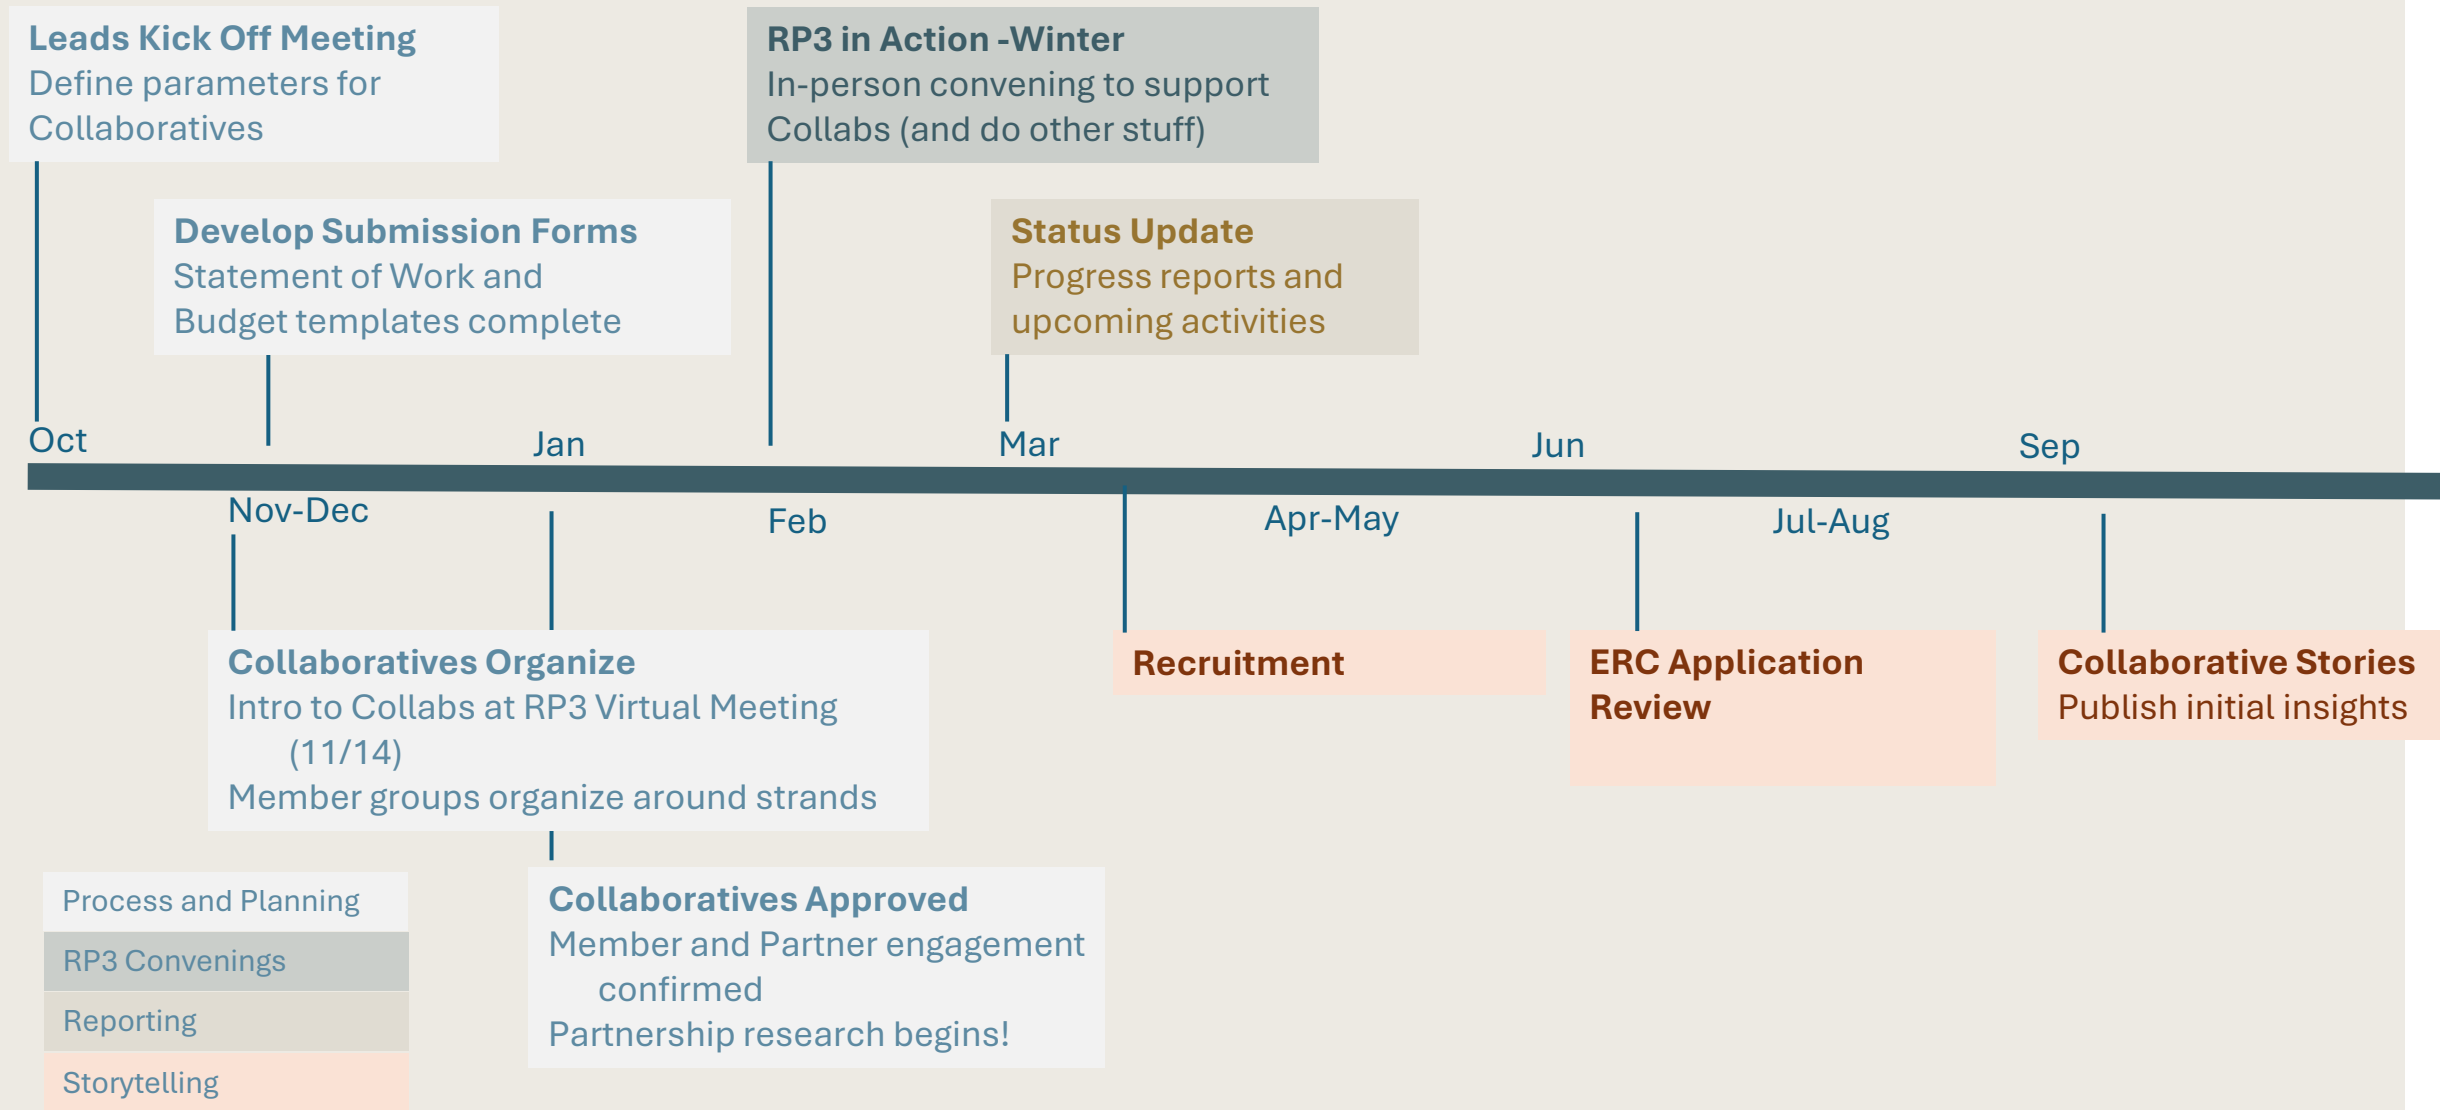 Leads Kick Off Meeting
Define parameters for
Collaboratives
RP3 in Action -Winter
In-person convening to support
Collabs (and do other stuff)
Develop Submission Forms
Statement of Work and
Budget templates complete
Status Update
Progress reports and
upcoming activities
Oct
Jan
Mar
Jun
Sep
Nov-Dec
Feb
Apr-May
Jul-Aug
Collaboratives Organize
Intro to Collabs at RP3 Virtual Meeting
(11/14)
Member groups organize around strands
Recruitment
ERC Application
Review
Collaborative Stories
Publish initial insights
Collaboratives Approved
Member and Partner engagement
confirmed
Partnership research begins!
Process and Planning
RP3 Convenings
Reporting
Storytelling